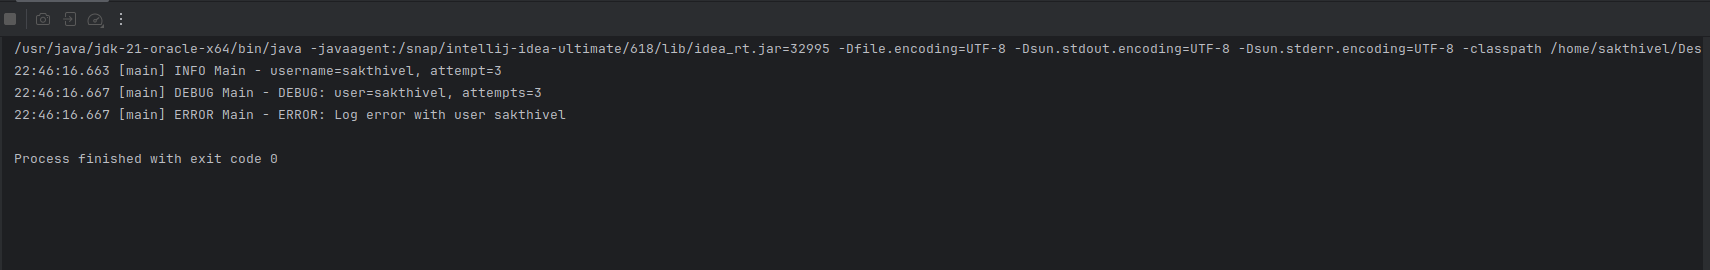 /usr/java/jdk-21-oracle-x64/bin/java -javaagent:/snap/intellij-idea-ultimate/618/lib/idea_rt.jar=32995 -Dfile.encoding=UTF-8 -Dsun.stdout.encoding=UTF-8 -Dsun.stderr.encoding=UTF-8 -classpath /home/sakthivel/Des
22:46:16.663 [main] INFO Main - username=sakthivel, attempt=3
22:46:16.667 [main] DEBUG Main - DEBUG: user=sakthivel, attempts=3
22:46:16.667 [main] ERROR Main - ERROR: Log error with user sakthivel
Process finished with exit code 0